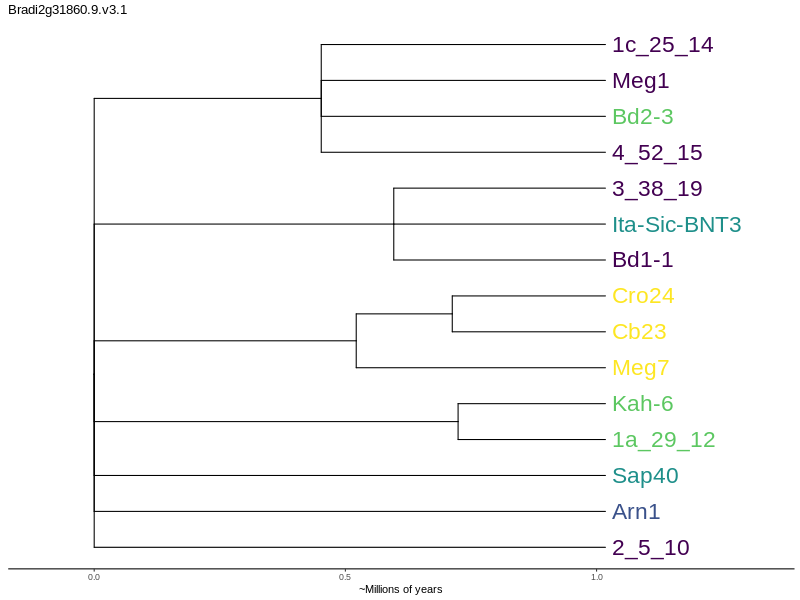 Bradi2g31860.9.v3.1
1c_25_14
Meg1
Bd2-3
4_52_15
3_38_19
Ita-Sic-BNT3
Bd1-1
Cro24
Cb23
Meg7
Kah-6
1a_29_12
Sap40
Arn1
2_5_10
0.0 0.5 1.0
~Millions of years